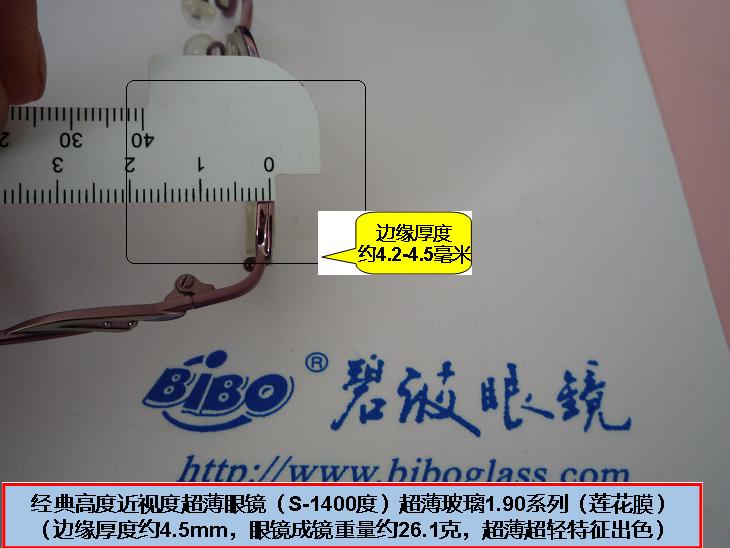 40 30 2
3 2 1 0
边缘厚度
约4.2-4.5毫米
BiBO ® 碧波眼镜
http://www.biboglass.com
经典高度近视度超薄眼镜（S-1400度）超薄玻璃1.90系列（莲花膜）
（边缘厚度约4.5mm，眼镜成镜重量约26.1克，超薄超轻特征出色）